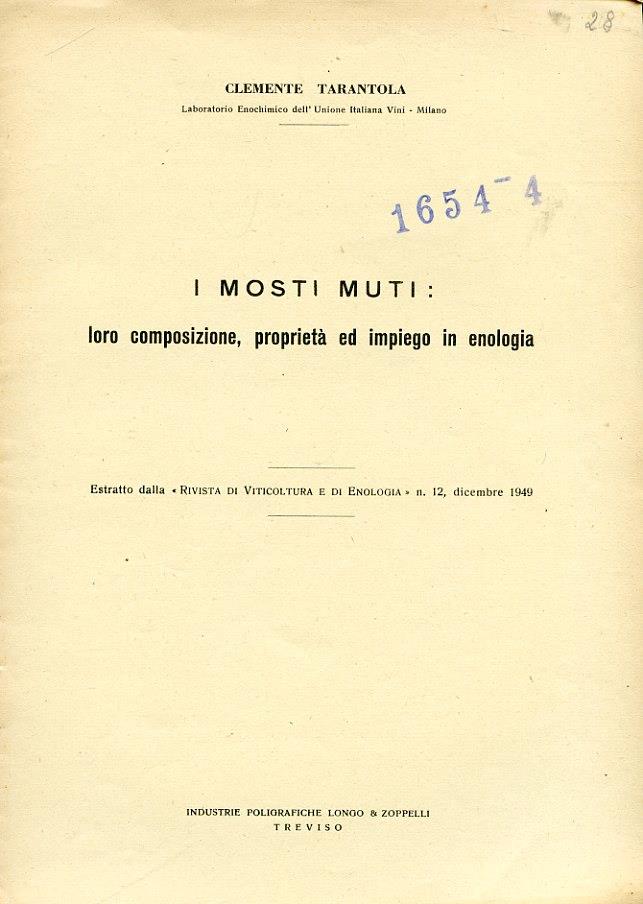 28
CLEMENTE TARANTOLA
Laboratorio Enochimico dell' Unione Italiana Vini - Milano
1654-4
I MOSTI MUTI:
loro composizione, proprietà ed impiego in enologia
Estratto dalla « RIVISTA DI VITICOLTURA E DI ENOLOGIA » n. 12, dicembre 1949
INDUSTRIE POLIGRAFICHE LONGO & ZOPPELLI
TREVISO